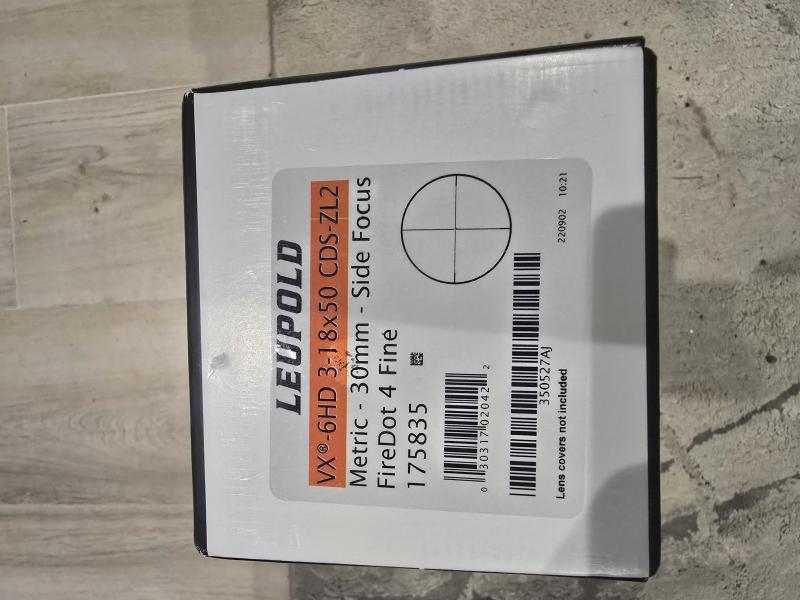 LEUPOLD
VX®-6HD 3-18x50 CDS-ZL2
Metric - 30mm - Side Focus
FireDot 4 Fine
175835
0 30317 02042 2
350527AJ
Lens covers not included
220902 10:21